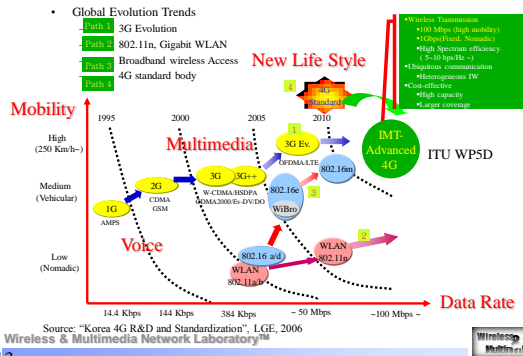 • Global Evolution Trends
- Path 1 3G Evolution
- Path 2 802.11n, Gigabit WLAN
- Path 3 Broadband wireless Access
- Path 4 4G standard body
•Wireless Transmission
•100 Mbps (high mobility)
•1Gbps(Fixed, Nomadic)
•High Spectrum efficiency
( 5~10 bps/Hz ~)
•Ubiquitous communication
•Heterogeneous IW
•Cost-effective
•High capacity
•Larger coverage
New Life Style
4
4G
Standard
Mobility
1995
2000
2005
2010
High
(250 Km/h~)
Multimedia
1
3G Ev.
OFDMA/LTE
IMT-
Advanced
4G
ITU WP5D
Medium
(Vehicular)
1G
AMPS
2G
CDMA
GSM
3G
3G++
W-CDMA/HSDPA
CDMA2000/Ev-DV/DO
802.16e
WiBro
3
802.16m
Voice
Low
(Nomadic)
802.16 a/d
WLAN
802.11a/b
WLAN
802.11n
2
Data Rate
14.4 Kbps
144 Kbps
384 Kbps
~ 50 Mbps
~100 Mbps ~
Source: “Korea 4G R&D and Standardization”, LGE, 2006
Wireless & Multimedia Network Laboratory™
Wireless